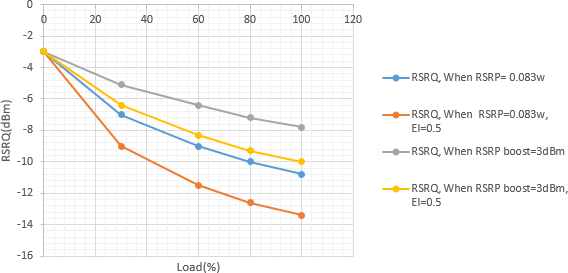 0
0 20 40 60 80 100 120
-2
-4
-6
-8
-10
-12
-14
-16
RSRQ(dBm)
Load(%)
RSRQ, When RSRP= 0.083w
RSRQ, When  RSRP=0.083w,
EI=0.5
RSRQ, When RSRP boost=3dBm
RSRQ, When RSRP boost=3dBm,
EI=0.5